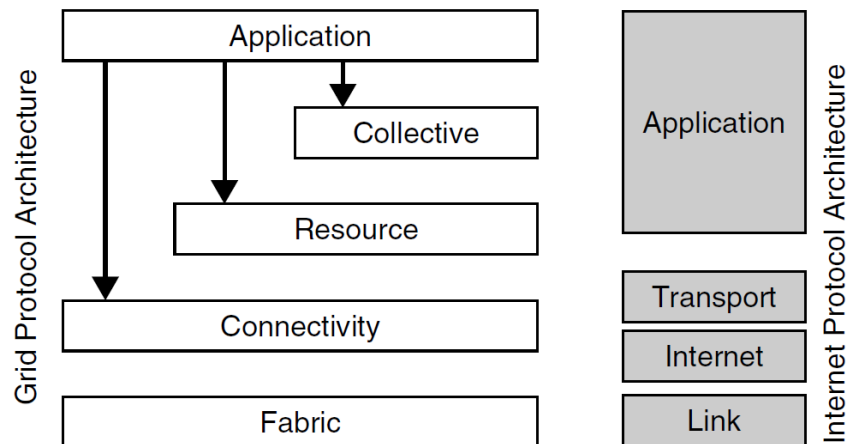 Grid Protocol Architecture
Application
Collective
Resource
Connectivity
Fabric
Application
Transport
Internet
Link
Internet Protocol Architecture